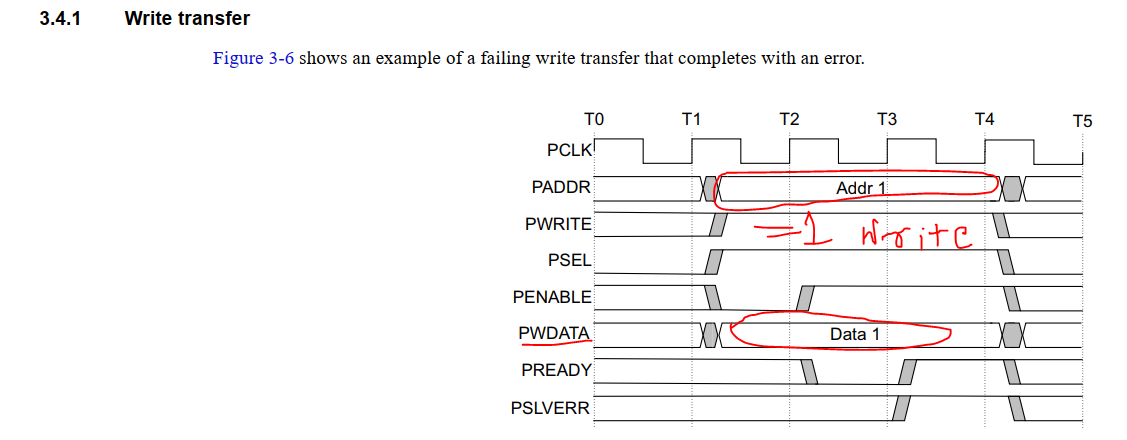 3.4.1 Write transfer
Figure 3-6 shows an example of a failing write transfer that completes with an error.
T0 T1 T2 T3 T4 T5
PCLK
PADDR Addr 1
PWRITE =1 Write
PSEL
PENABLE
PWDATA Data 1
PREADY
PSLVERR